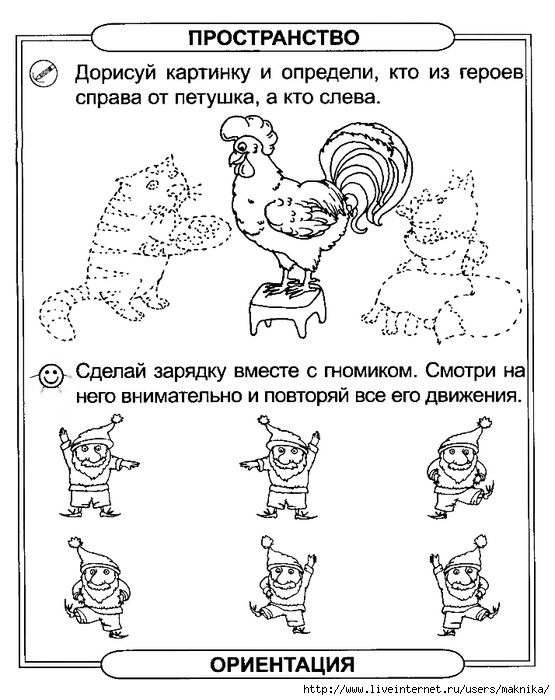 ПРОСТРАНСТВО
Дорисуй картинку и определи, кто из героев
справа от петушка, а кто слева.
Сделай зарядку вместе с гномиком. Смотри на
него внимательно и повторяй все его движения.
ОРИЕНТАЦИЯ
http://www.liveinternet.ru/users/maknika/